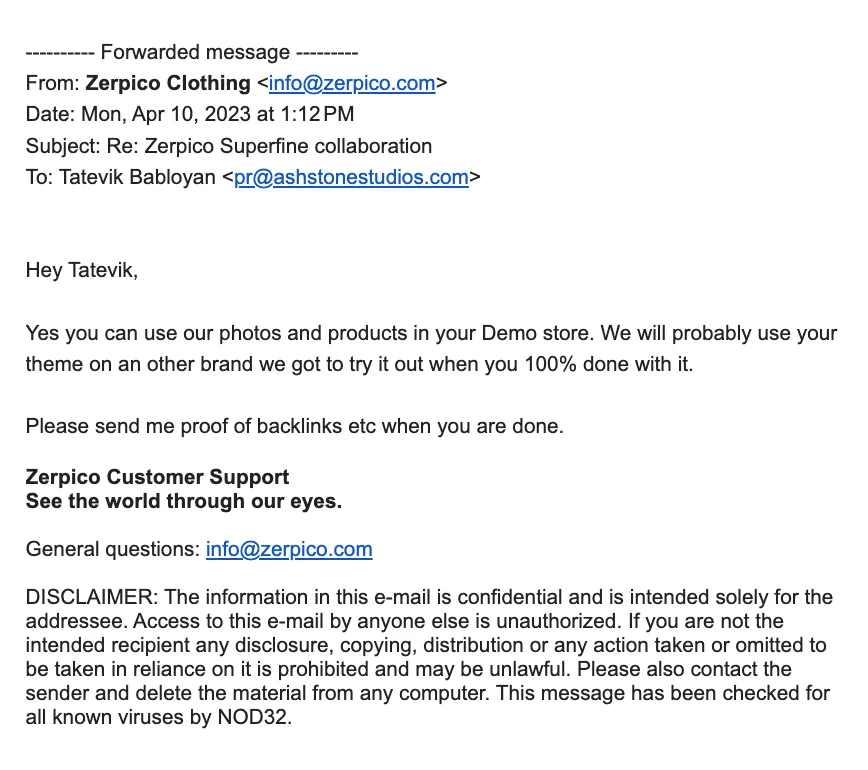 ---------- Forwarded message ---------
From: Zerpico Clothing <info@zerpico.com>
Date: Mon, Apr 10, 2023 at 1:12 PM
Subject: Re: Zerpico Superfine collaboration
To: Tatevik Babloyan <pr@ashstonestudios.com>
Hey Tatevik,
Yes you can use our photos and products in your Demo store. We will probably use your
theme on an other brand we got to try it out when you 100% done with it.
Please send me proof of backlinks etc when you are done.
Zerpico Customer Support
See the world through our eyes.
General questions: info@zerpico.com
DISCLAIMER: The information in this e-mail is confidential and is intended solely for the
addressee. Access to this e-mail by anyone else is unauthorized. If you are not the
intended recipient any disclosure, copying, distribution or any action taken or omitted to
be taken in reliance on it is prohibited and may be unlawful. Please also contact the
sender and delete the material from any computer. This message has been checked for
all known viruses by NOD32.